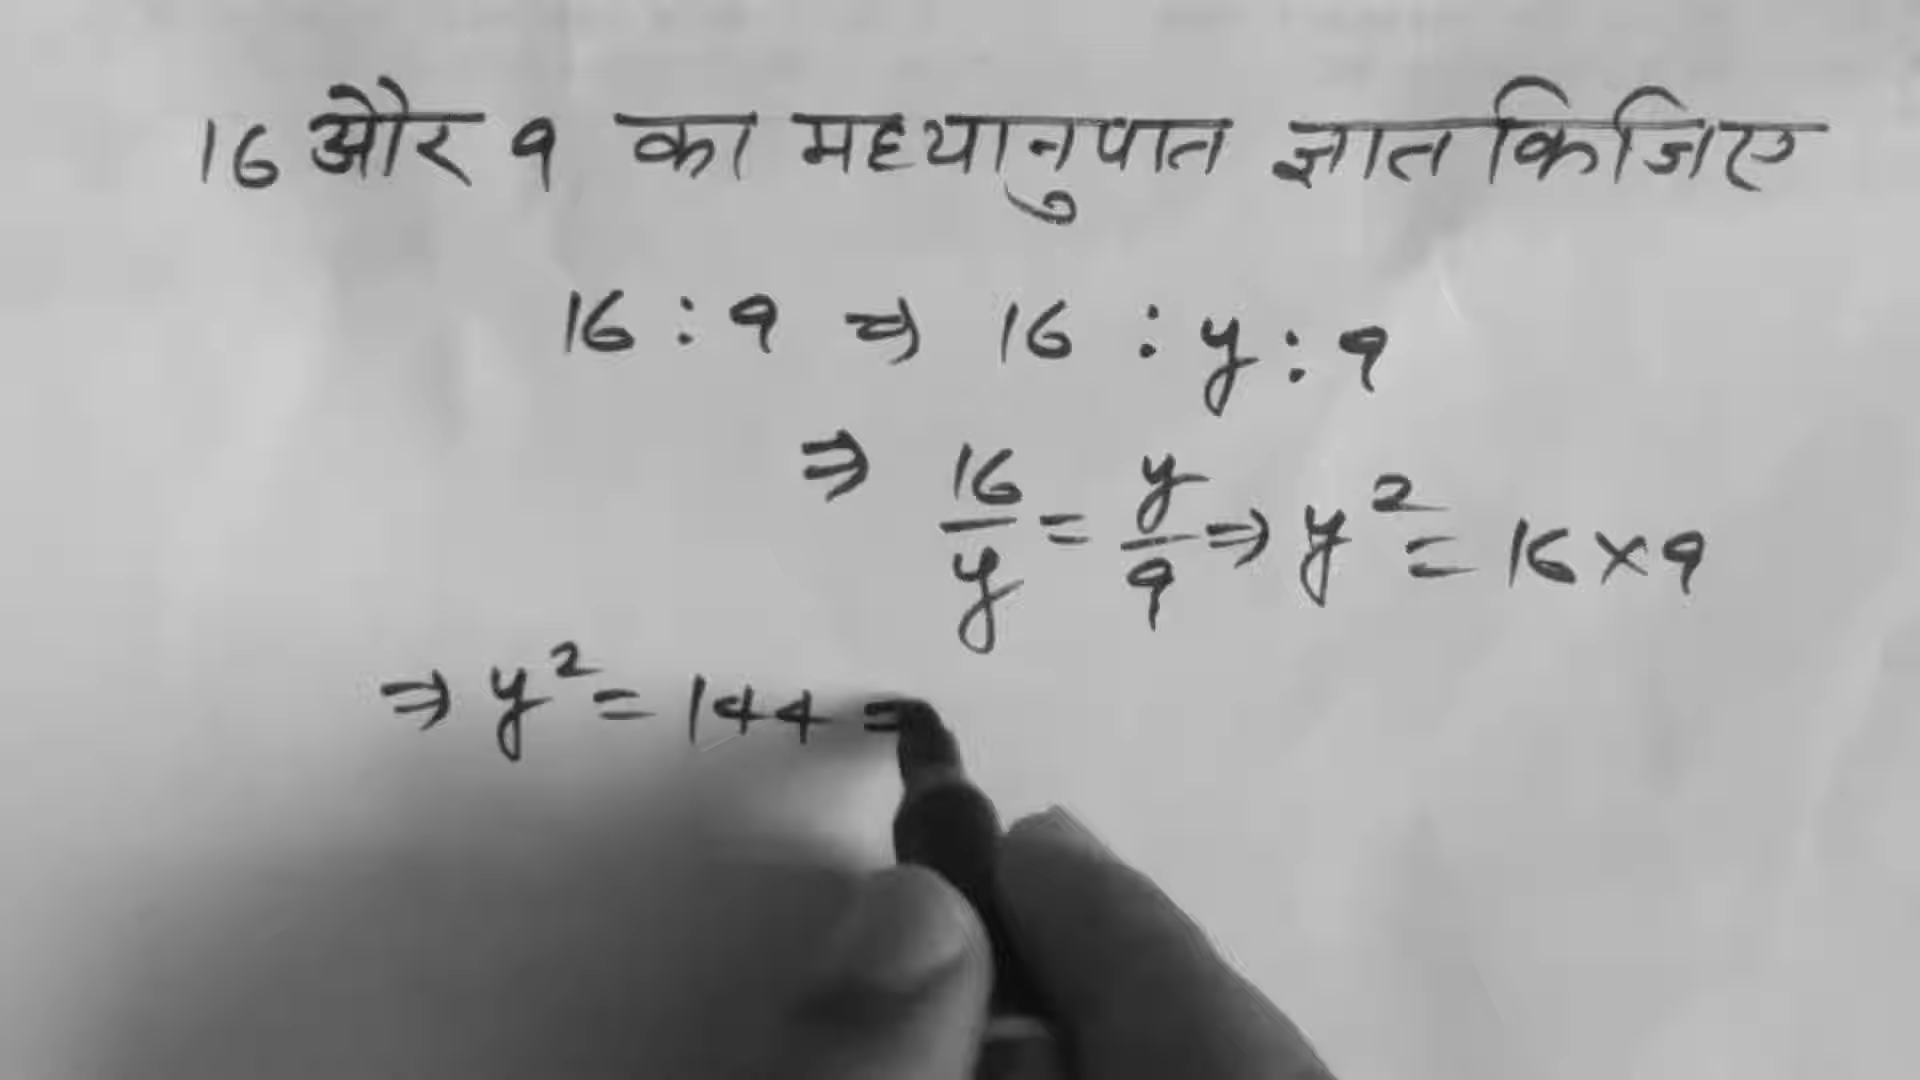 16 और 9 का मध्यानुपात ज्ञात किजिए
16 : 9 ⇒ 16 : y : 9
⇒ 16/y = y/9 ⇒ y² = 16×9
⇒ y² = 144 =